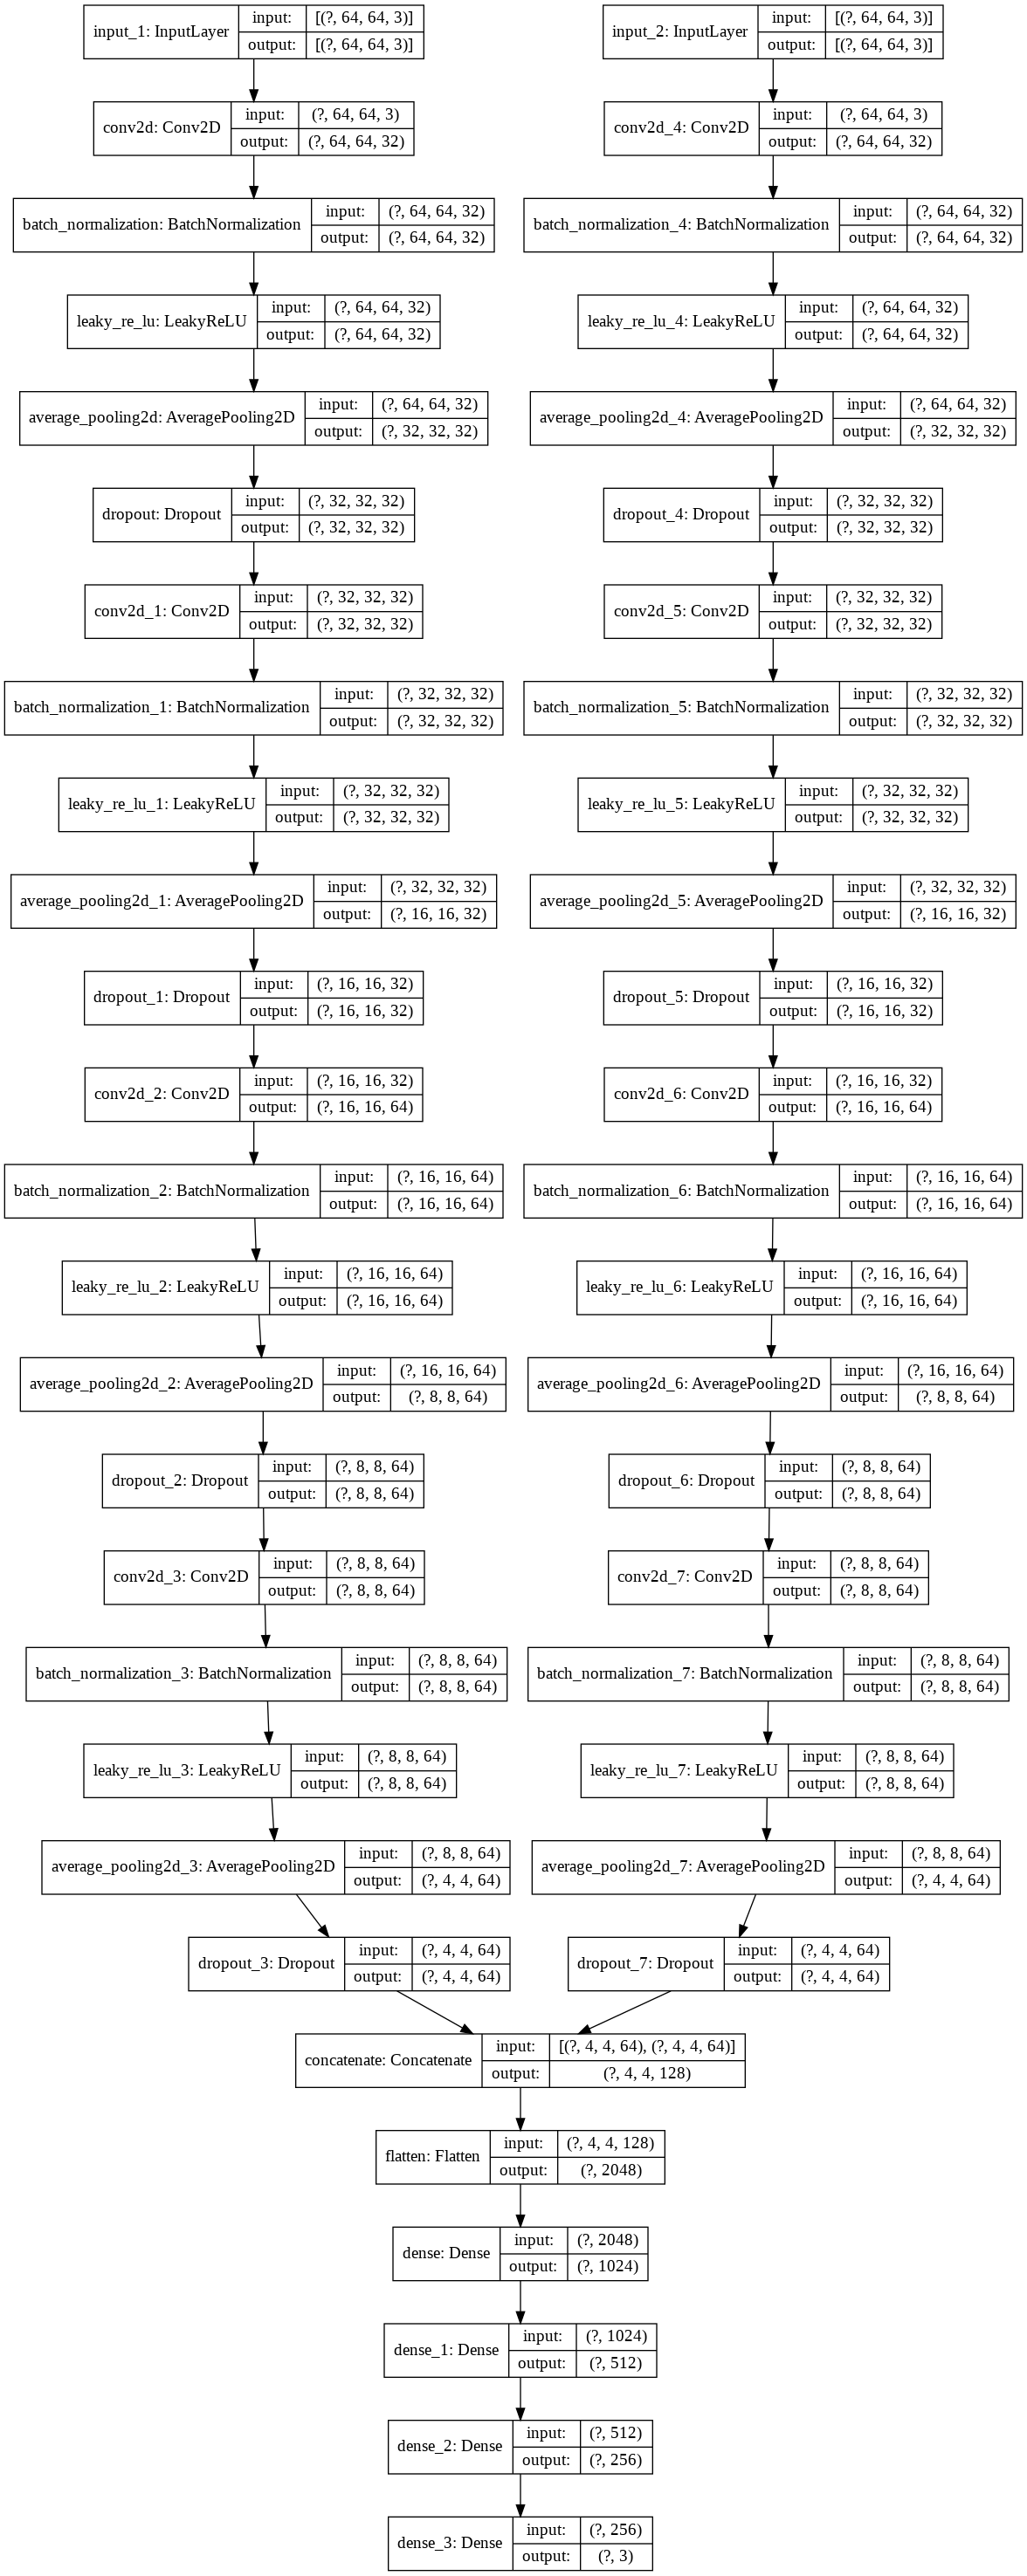 input_1: InputLayer
input: [(?, 64, 64, 3)]
output: [(?, 64, 64, 3)]
input_2: InputLayer
input: [(?, 64, 64, 3)]
output: [(?, 64, 64, 3)]
conv2d: Conv2D
input: (?, 64, 64, 3)
output: (?, 64, 64, 32)
conv2d_4: Conv2D
input: (?, 64, 64, 3)
output: (?, 64, 64, 32)
batch_normalization: BatchNormalization
input: (?, 64, 64, 32)
output: (?, 64, 64, 32)
batch_normalization_4: BatchNormalization
input: (?, 64, 64, 32)
output: (?, 64, 64, 32)
leaky_re_lu: LeakyReLU
input: (?, 64, 64, 32)
output: (?, 64, 64, 32)
leaky_re_lu_4: LeakyReLU
input: (?, 64, 64, 32)
output: (?, 64, 64, 32)
average_pooling2d: AveragePooling2D
input: (?, 64, 64, 32)
output: (?, 32, 32, 32)
average_pooling2d_4: AveragePooling2D
input: (?, 64, 64, 32)
output: (?, 32, 32, 32)
dropout: Dropout
input: (?, 32, 32, 32)
output: (?, 32, 32, 32)
dropout_4: Dropout
input: (?, 32, 32, 32)
output: (?, 32, 32, 32)
conv2d_1: Conv2D
input: (?, 32, 32, 32)
output: (?, 32, 32, 32)
conv2d_5: Conv2D
input: (?, 32, 32, 32)
output: (?, 32, 32, 32)
batch_normalization_1: BatchNormalization
input: (?, 32, 32, 32)
output: (?, 32, 32, 32)
batch_normalization_5: BatchNormalization
input: (?, 32, 32, 32)
output: (?, 32, 32, 32)
leaky_re_lu_1: LeakyReLU
input: (?, 32, 32, 32)
output: (?, 32, 32, 32)
leaky_re_lu_5: LeakyReLU
input: (?, 32, 32, 32)
output: (?, 32, 32, 32)
average_pooling2d_1: AveragePooling2D
input: (?, 32, 32, 32)
output: (?, 16, 16, 32)
average_pooling2d_5: AveragePooling2D
input: (?, 32, 32, 32)
output: (?, 16, 16, 32)
dropout_1: Dropout
input: (?, 16, 16, 32)
output: (?, 16, 16, 32)
dropout_5: Dropout
input: (?, 16, 16, 32)
output: (?, 16, 16, 32)
conv2d_2: Conv2D
input: (?, 16, 16, 32)
output: (?, 16, 16, 64)
conv2d_6: Conv2D
input: (?, 16, 16, 32)
output: (?, 16, 16, 64)
batch_normalization_2: BatchNormalization
input: (?, 16, 16, 64)
output: (?, 16, 16, 64)
batch_normalization_6: BatchNormalization
input: (?, 16, 16, 64)
output: (?, 16, 16, 64)
leaky_re_lu_2: LeakyReLU
input: (?, 16, 16, 64)
output: (?, 16, 16, 64)
leaky_re_lu_6: LeakyReLU
input: (?, 16, 16, 64)
output: (?, 16, 16, 64)
average_pooling2d_2: AveragePooling2D
input: (?, 16, 16, 64)
output: (?, 8, 8, 64)
average_pooling2d_6: AveragePooling2D
input: (?, 16, 16, 64)
output: (?, 8, 8, 64)
dropout_2: Dropout
input: (?, 8, 8, 64)
output: (?, 8, 8, 64)
dropout_6: Dropout
input: (?, 8, 8, 64)
output: (?, 8, 8, 64)
conv2d_3: Conv2D
input: (?, 8, 8, 64)
output: (?, 8, 8, 64)
conv2d_7: Conv2D
input: (?, 8, 8, 64)
output: (?, 8, 8, 64)
batch_normalization_3: BatchNormalization
input: (?, 8, 8, 64)
output: (?, 8, 8, 64)
batch_normalization_7: BatchNormalization
input: (?, 8, 8, 64)
output: (?, 8, 8, 64)
leaky_re_lu_3: LeakyReLU
input: (?, 8, 8, 64)
output: (?, 8, 8, 64)
leaky_re_lu_7: LeakyReLU
input: (?, 8, 8, 64)
output: (?, 8, 8, 64)
average_pooling2d_3: AveragePooling2D
input: (?, 8, 8, 64)
output: (?, 4, 4, 64)
average_pooling2d_7: AveragePooling2D
input: (?, 8, 8, 64)
output: (?, 4, 4, 64)
dropout_3: Dropout
input: (?, 4, 4, 64)
output: (?, 4, 4, 64)
dropout_7: Dropout
input: (?, 4, 4, 64)
output: (?, 4, 4, 64)
concatenate: Concatenate
input: [(?, 4, 4, 64), (?, 4, 4, 64)]
output: (?, 4, 4, 128)
flatten: Flatten
input: (?, 4, 4, 128)
output: (?, 2048)
dense: Dense
input: (?, 2048)
output: (?, 1024)
dense_1: Dense
input: (?, 1024)
output: (?, 512)
dense_2: Dense
input: (?, 512)
output: (?, 256)
dense_3: Dense
input: (?, 256)
output: (?, 3)